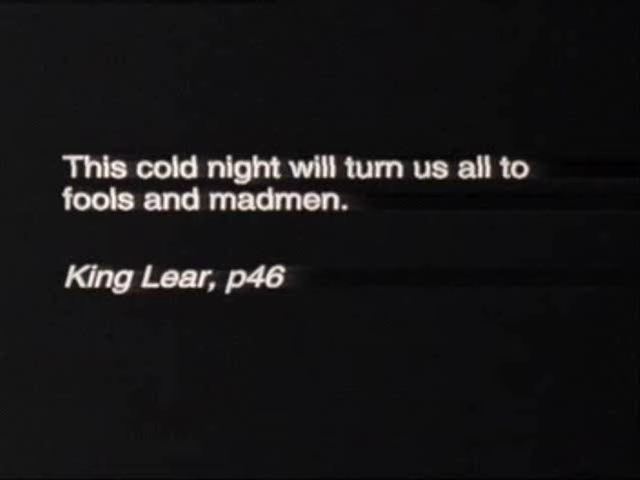 This cold night will turn us all to
fools and madmen.
King Lear, p46